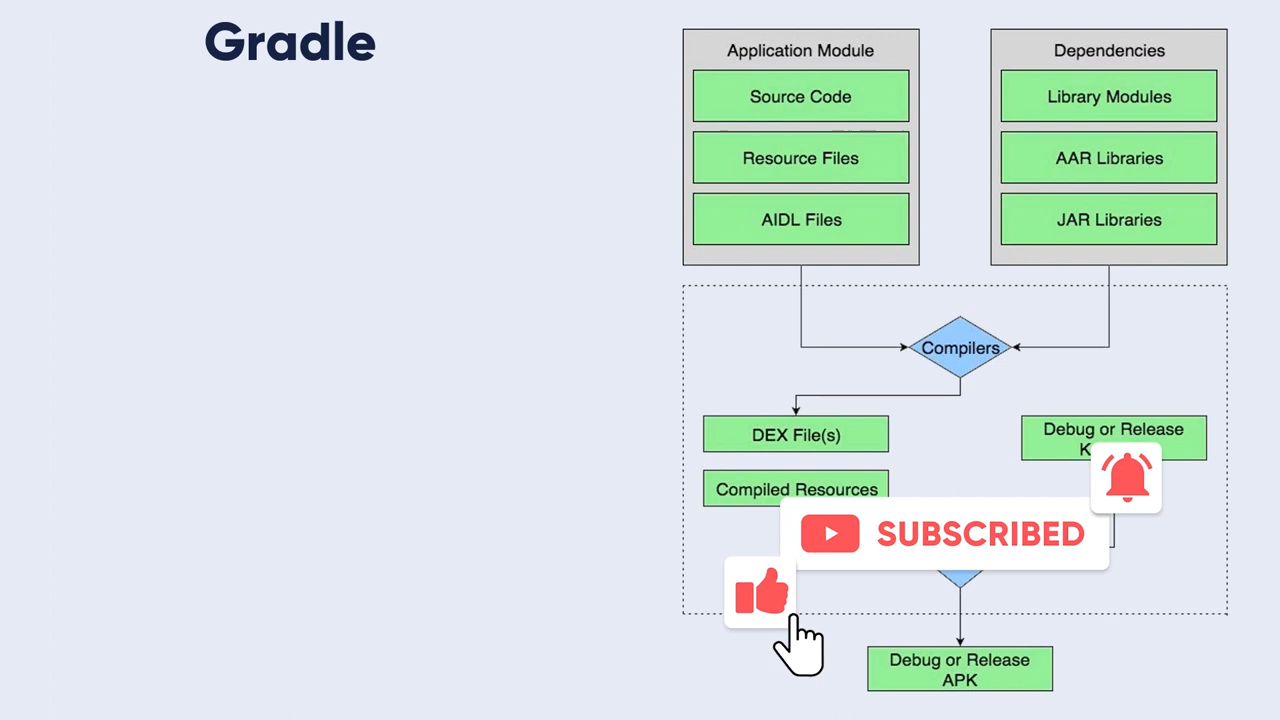 Gradle
Application Module
Source Code
Resource Files
AIDL Files
Dependencies
Library Modules
AAR Libraries
JAR Libraries
Compilers
DEX File(s)
Compiled Resources
Debug or Release
SUBSCRIBED
Debug or Release
APK